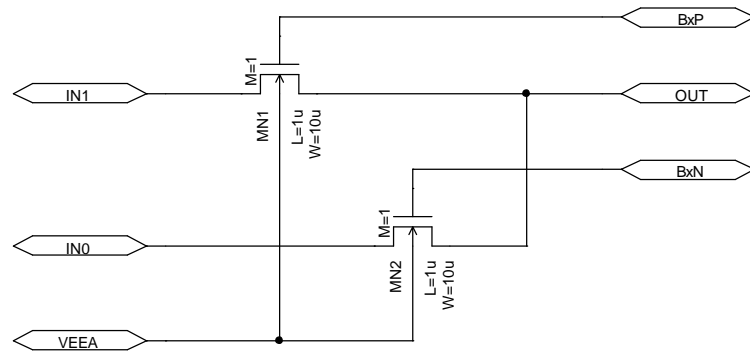 BxP
M=1
IN1
OUT
MN1
L=1u
W=10u
BxN
M=1
IN0
MN2
L=1u
W=10u
VEEA